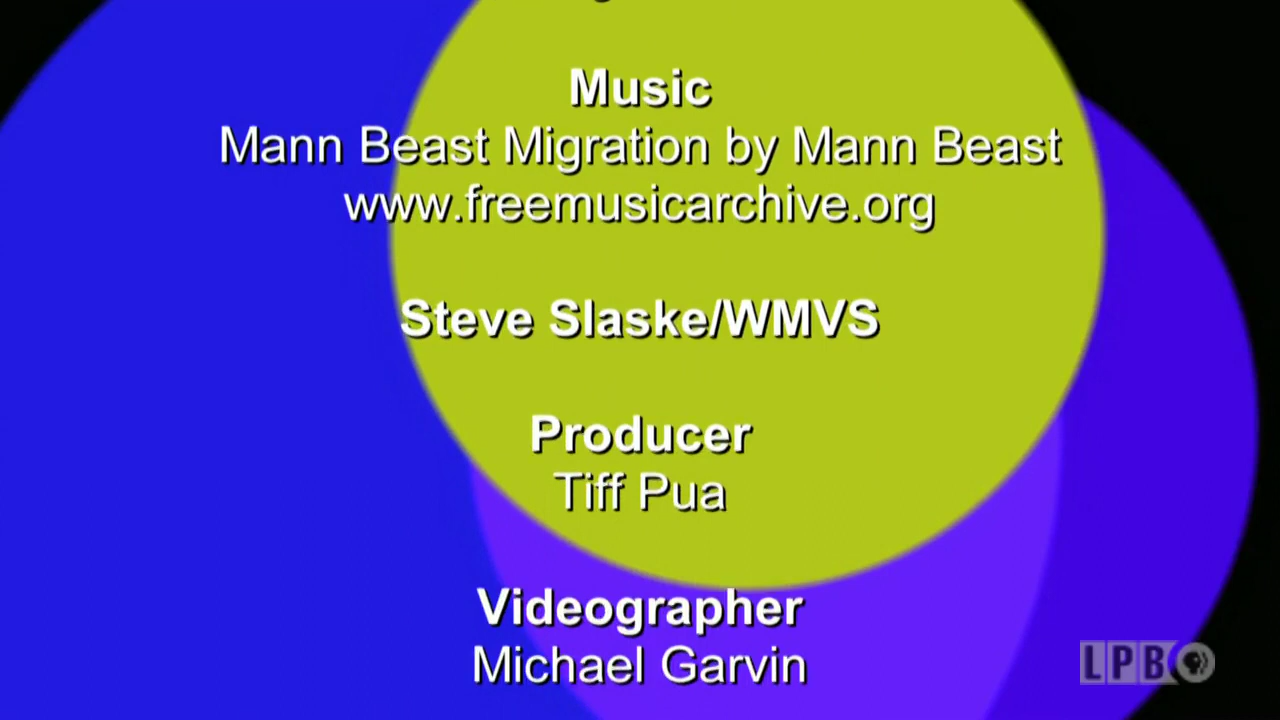 Music
Mann Beast Migration by Mann Beast
www.freemusicarchive.org
Steve Slaske/WMVS
Producer
Tiff Pua
Videographer
Michael Garvin
LPB